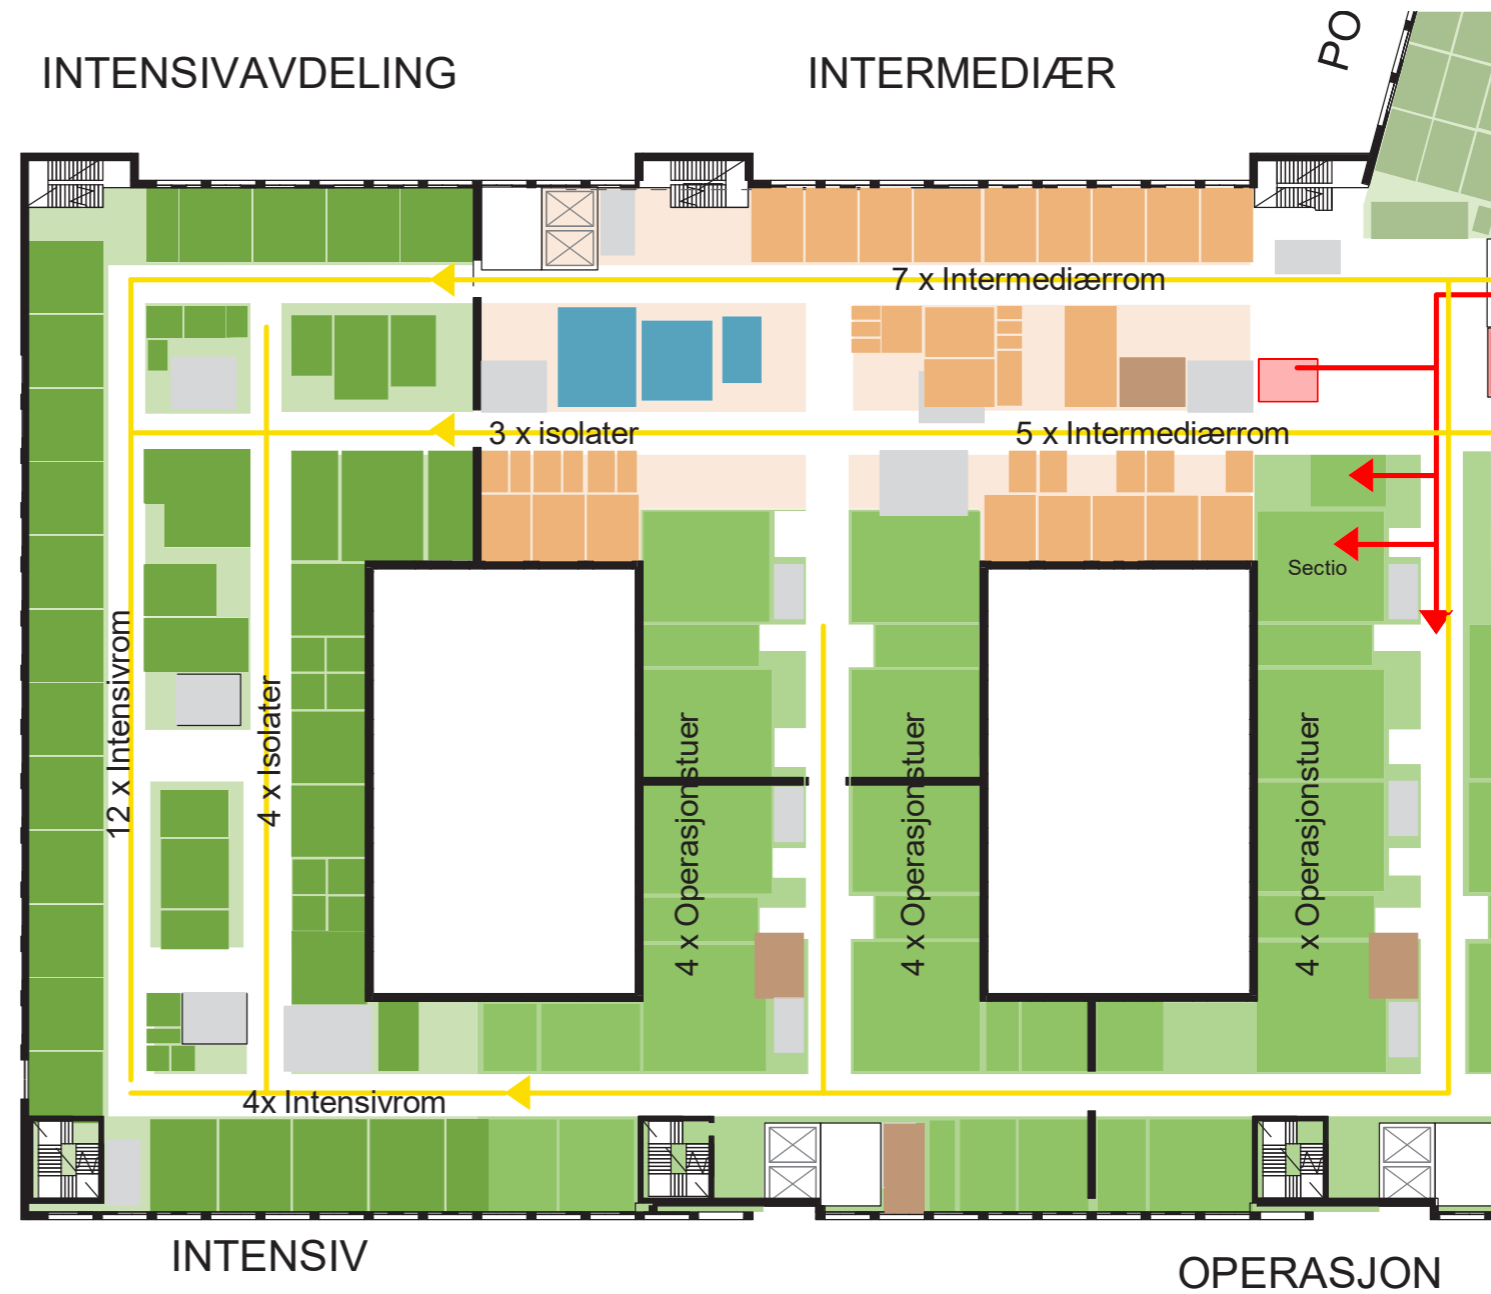 INTENSIVAVDELING
INTERMEDIÆR
PO
7 x Intermediærrom
3 x isolater
5 x Intermediærrom
Sectio
12 x Intensivrom
4 x Isolater
4 x Operasjonstuer
4 x Operasjonstuer
4 x Operasjonstuer
4x Intensivrom
INTENSIV
OPERASJON